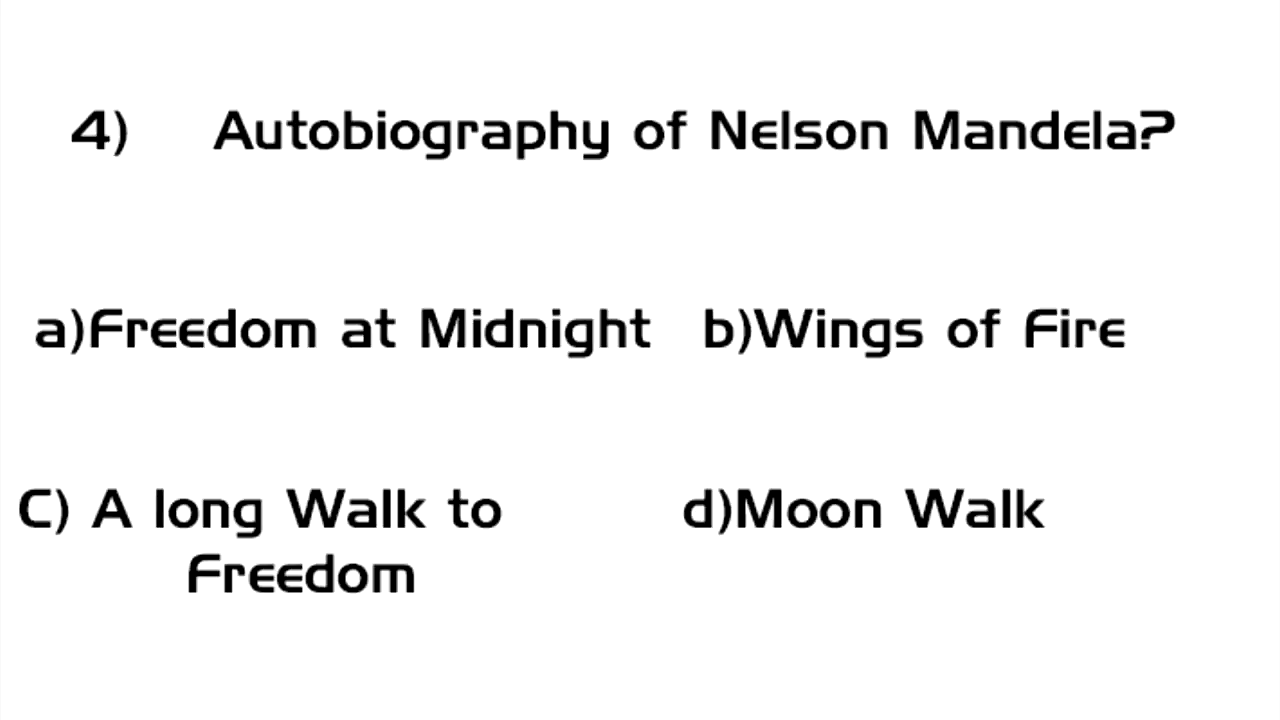 4) Autobiography of Nelson Mandela?
a)Freedom at Midnight b)Wings of Fire
C) A long Walk to d)Moon Walk
Freedom